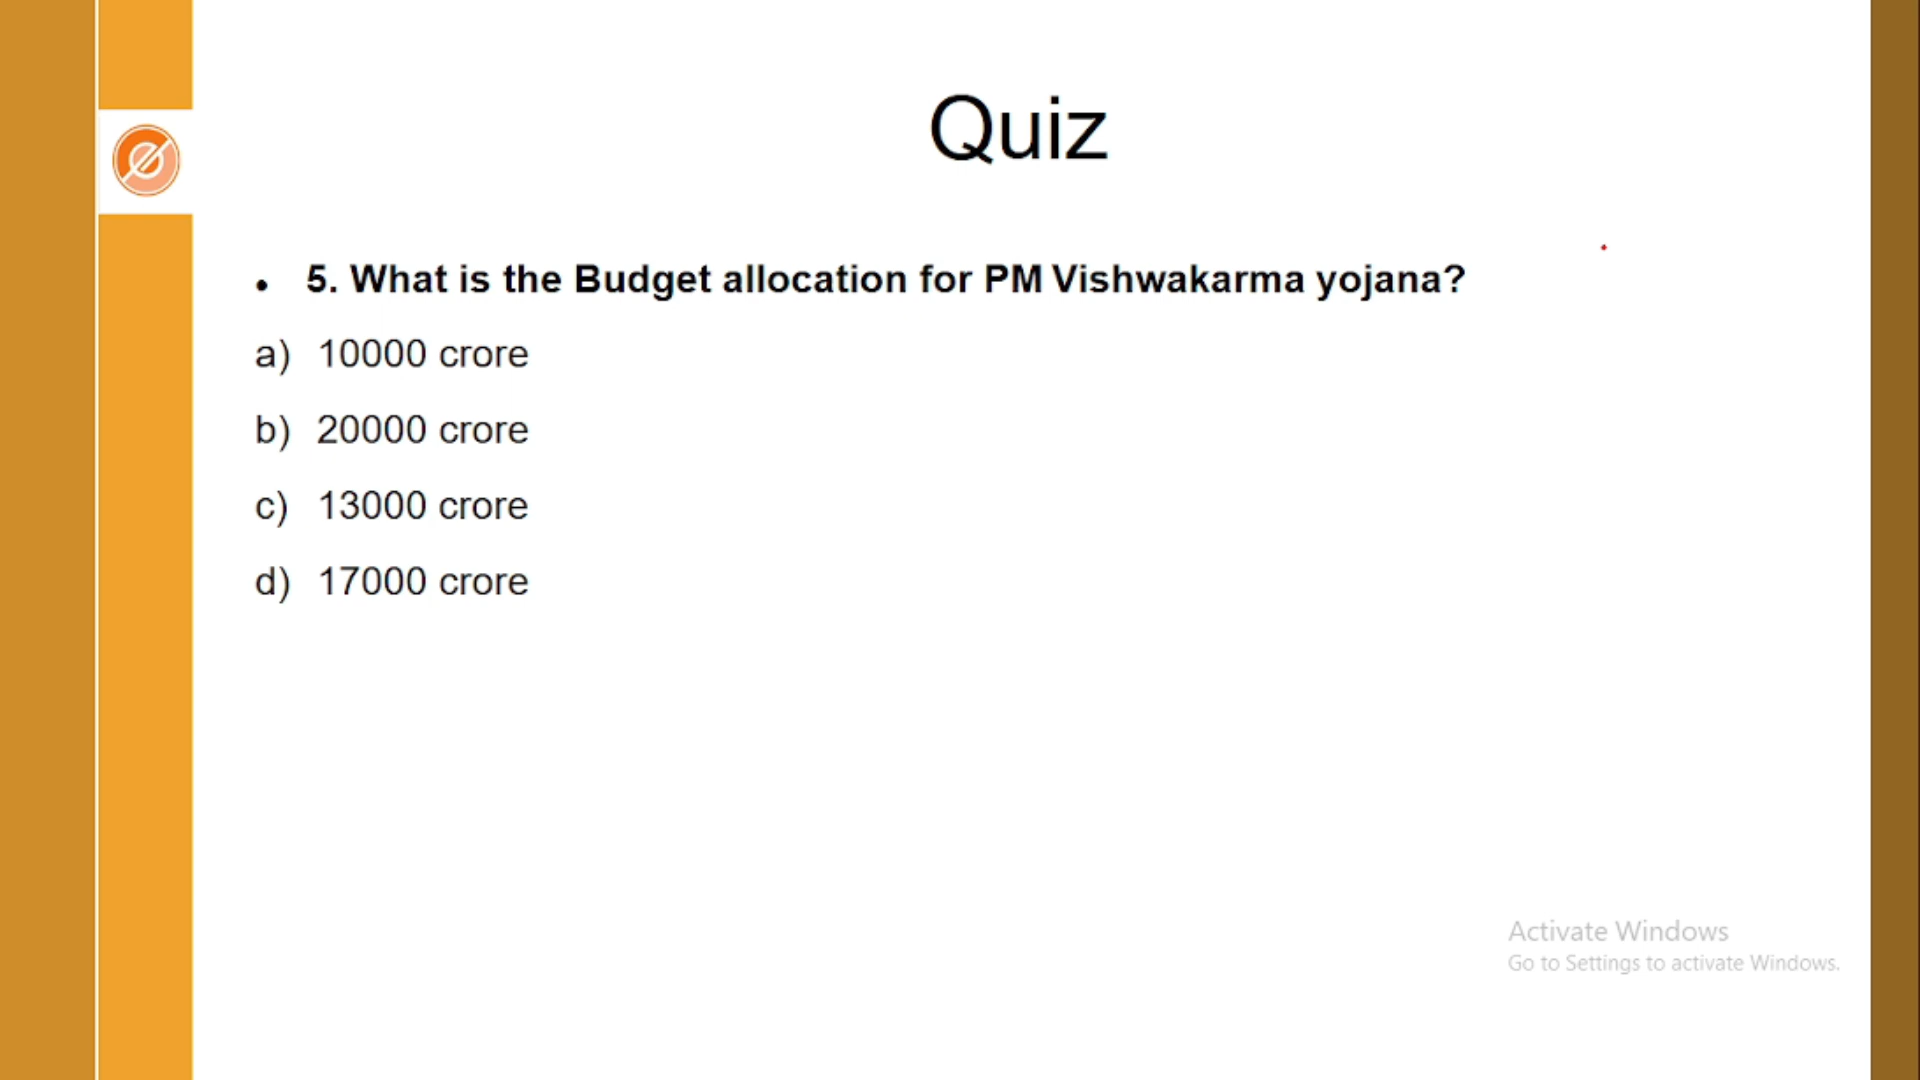 Quiz
• 5. What is the Budget allocation for PM Vishwakarma yojana?
a) 10000 crore
b) 20000 crore
c) 13000 crore
d) 17000 crore
Activate Windows
Go to Settings to activate Windows.